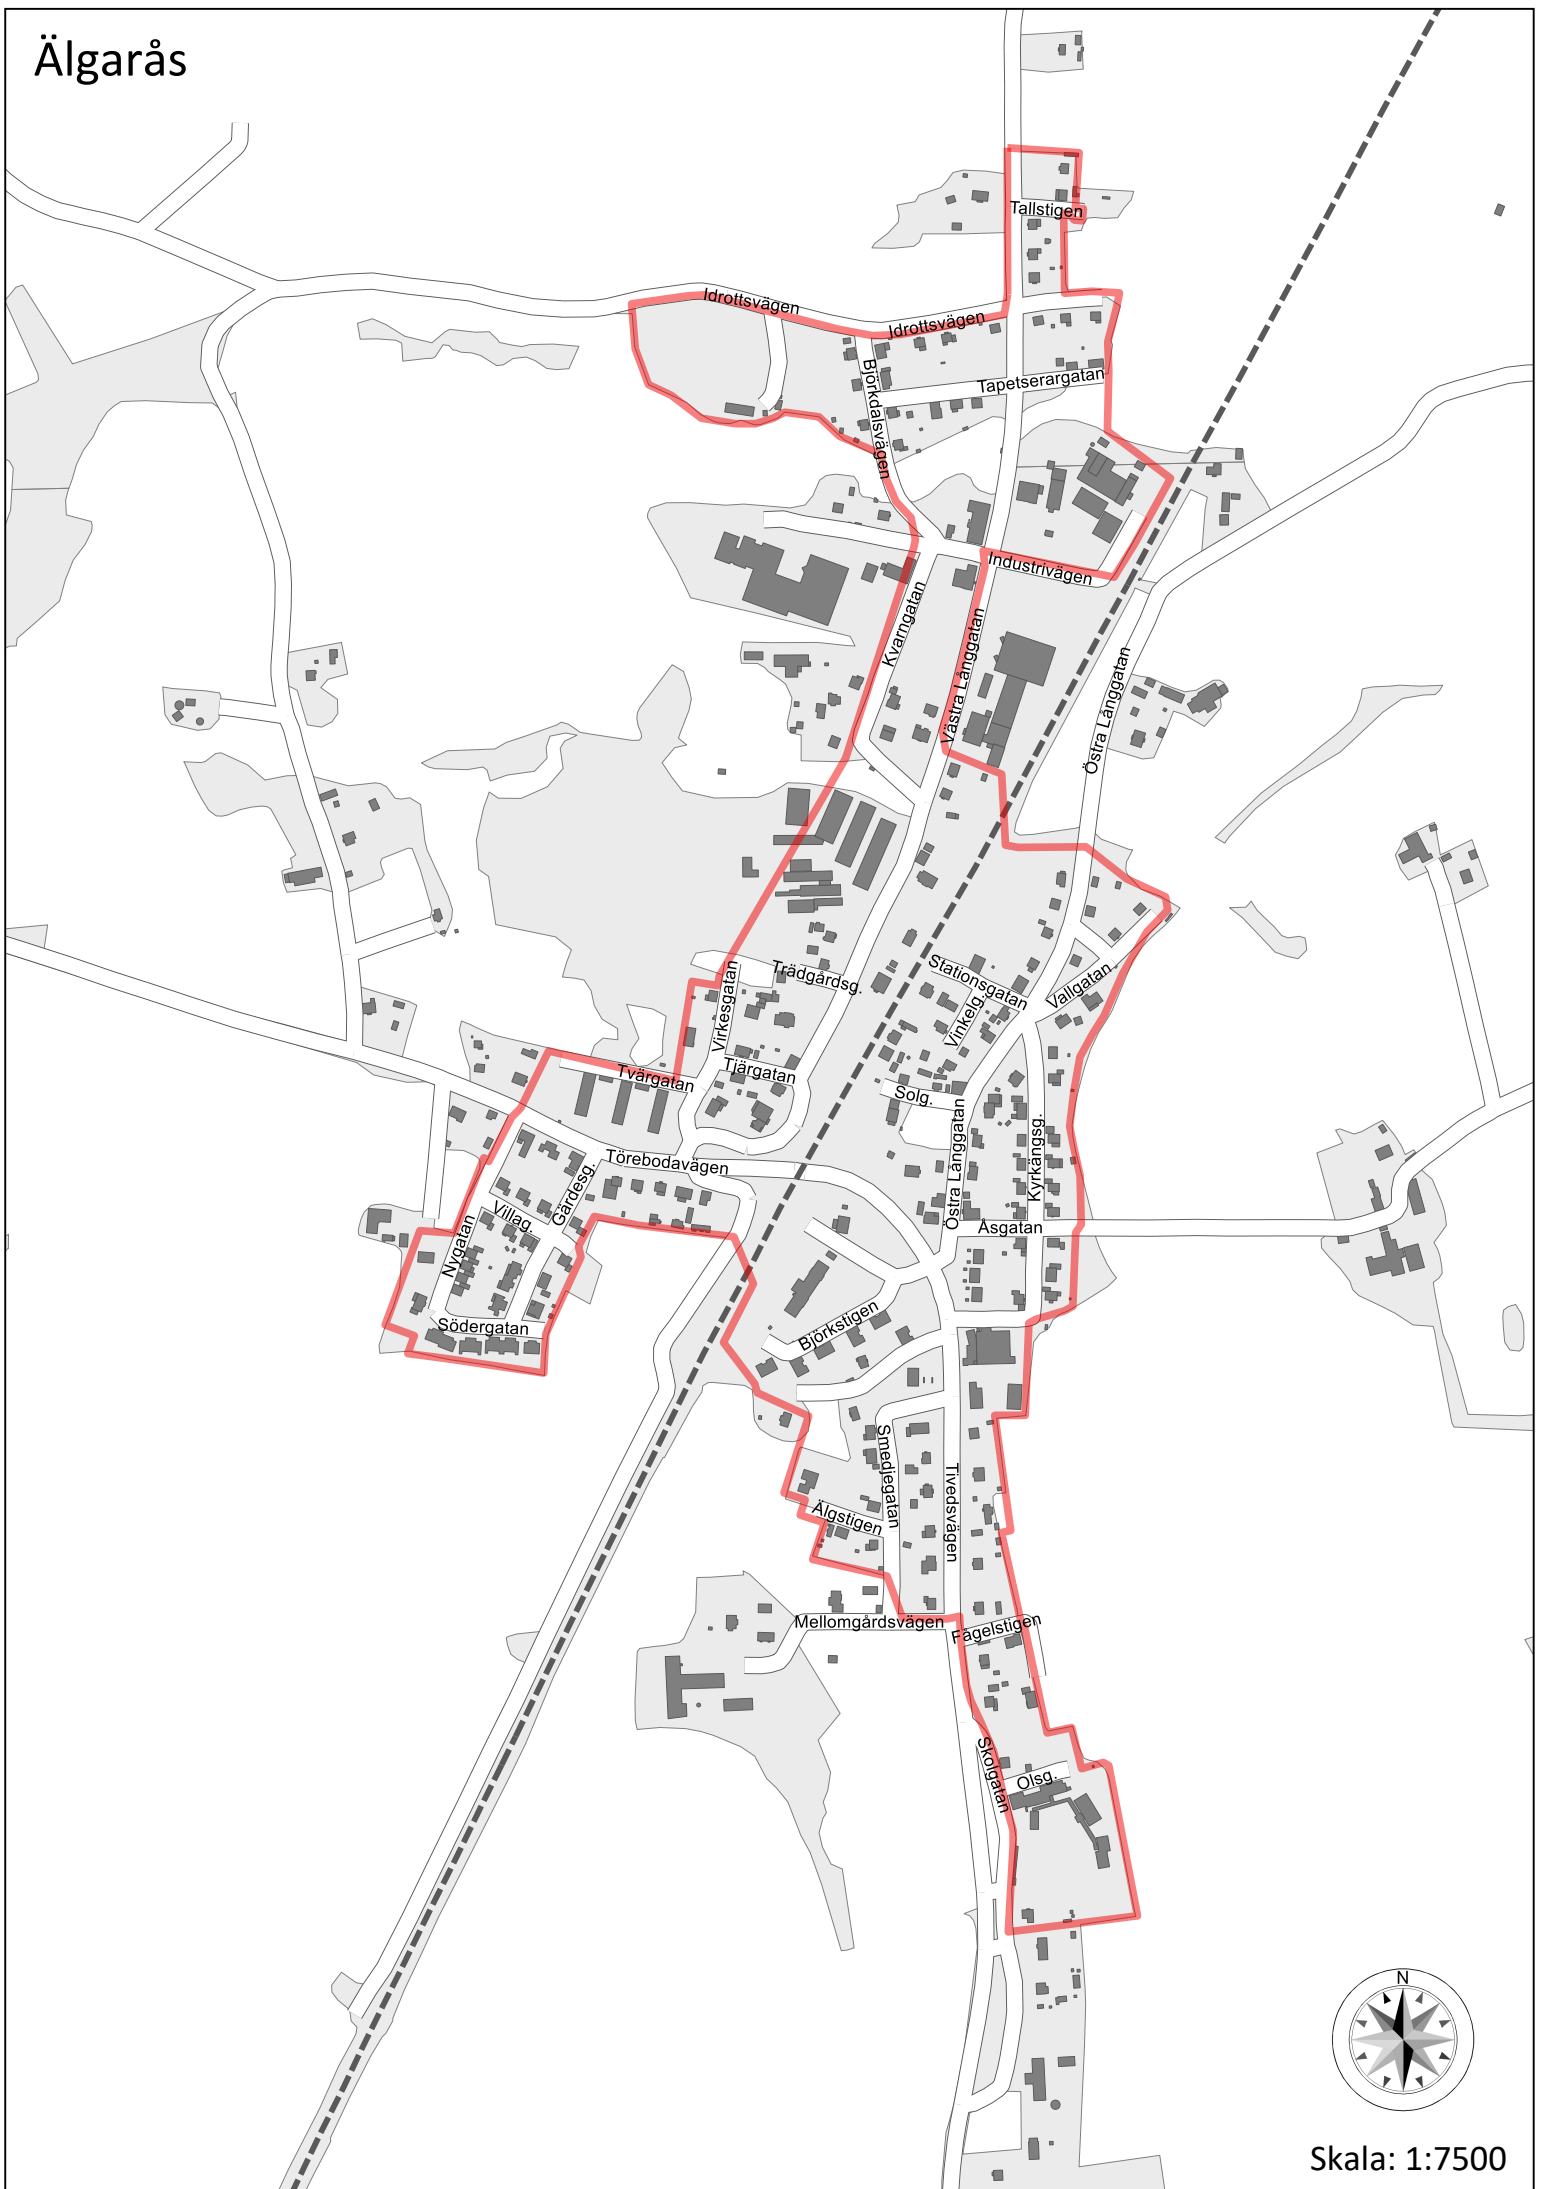 Älgarås
Tallstigen
Idrottsvägen
Idrottsvägen
Tapetserargatan
Björkdalsvägen
Industrivägen
Kvarngatan
Västra Långgatan
Östra Långgatan
Trädgårdsg.
Stationsgatan
Vallgatan
Virkesgatan
Vinkelg.
Tjärgatan
Tvärgatan
Solg.
Östra Långgatan
Kyrkängsg.
Törebodavägen
Gärdesg.
Villag.
Åsgatan
Nygatan
Södergatan
Björkstigen
Smedjegatan
Tivedsvägen
Älgstigen
Mellomgårdsvägen
Fågelstigen
Skolgatan
Olsg.
N
Skala: 1:7500